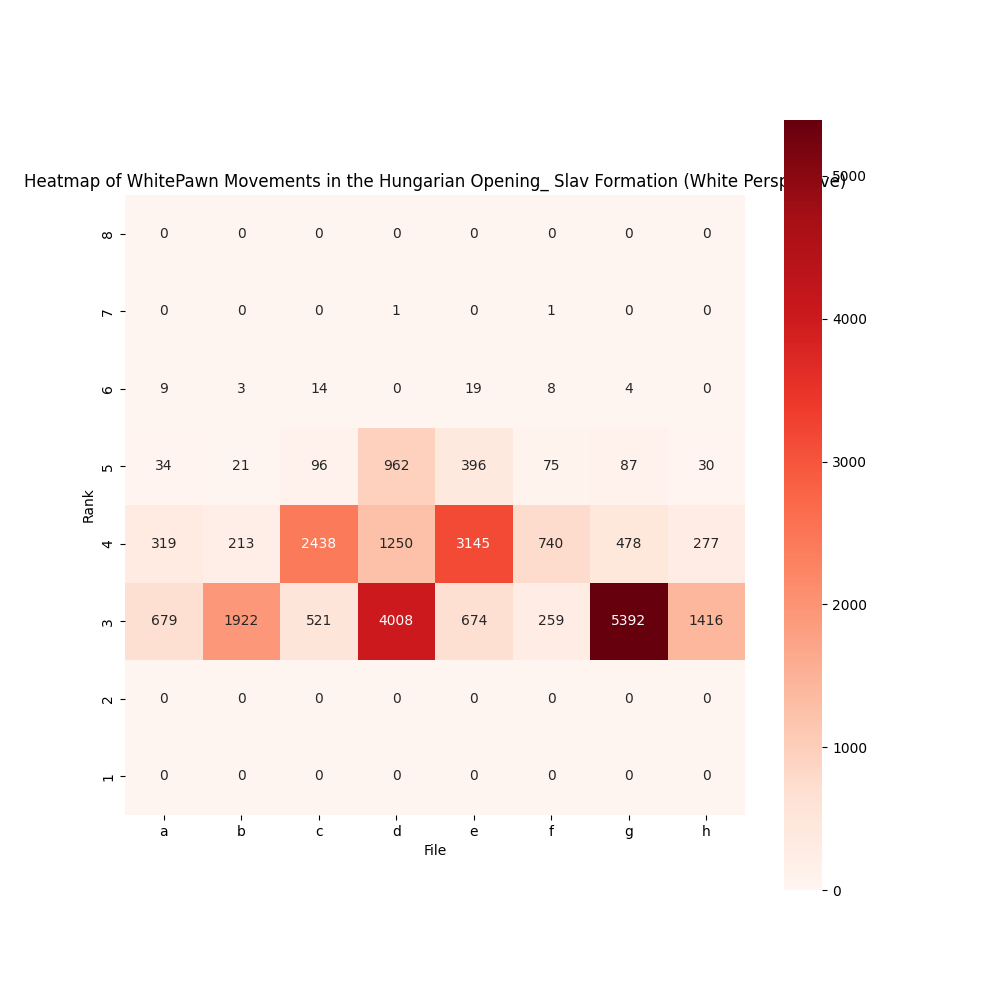 Heatmap of WhitePawn Movements in the Hungarian Opening_ Slav Formation (White Perspective)
8 0 0 0 0 0 0 0 0
7 0 0 0 1 0 1 0 0
6 9 3 14 0 19 8 4 0
5 34 21 96 962 396 75 87 30
4 319 213 2438 1250 3145 740 478 277
3 679 1922 521 4008 674 259 5392 1416
2 0 0 0 0 0 0 0 0
1 0 0 0 0 0 0 0 0
a b c d e f g h
File
Rank
5000
4000
3000
2000
1000
0